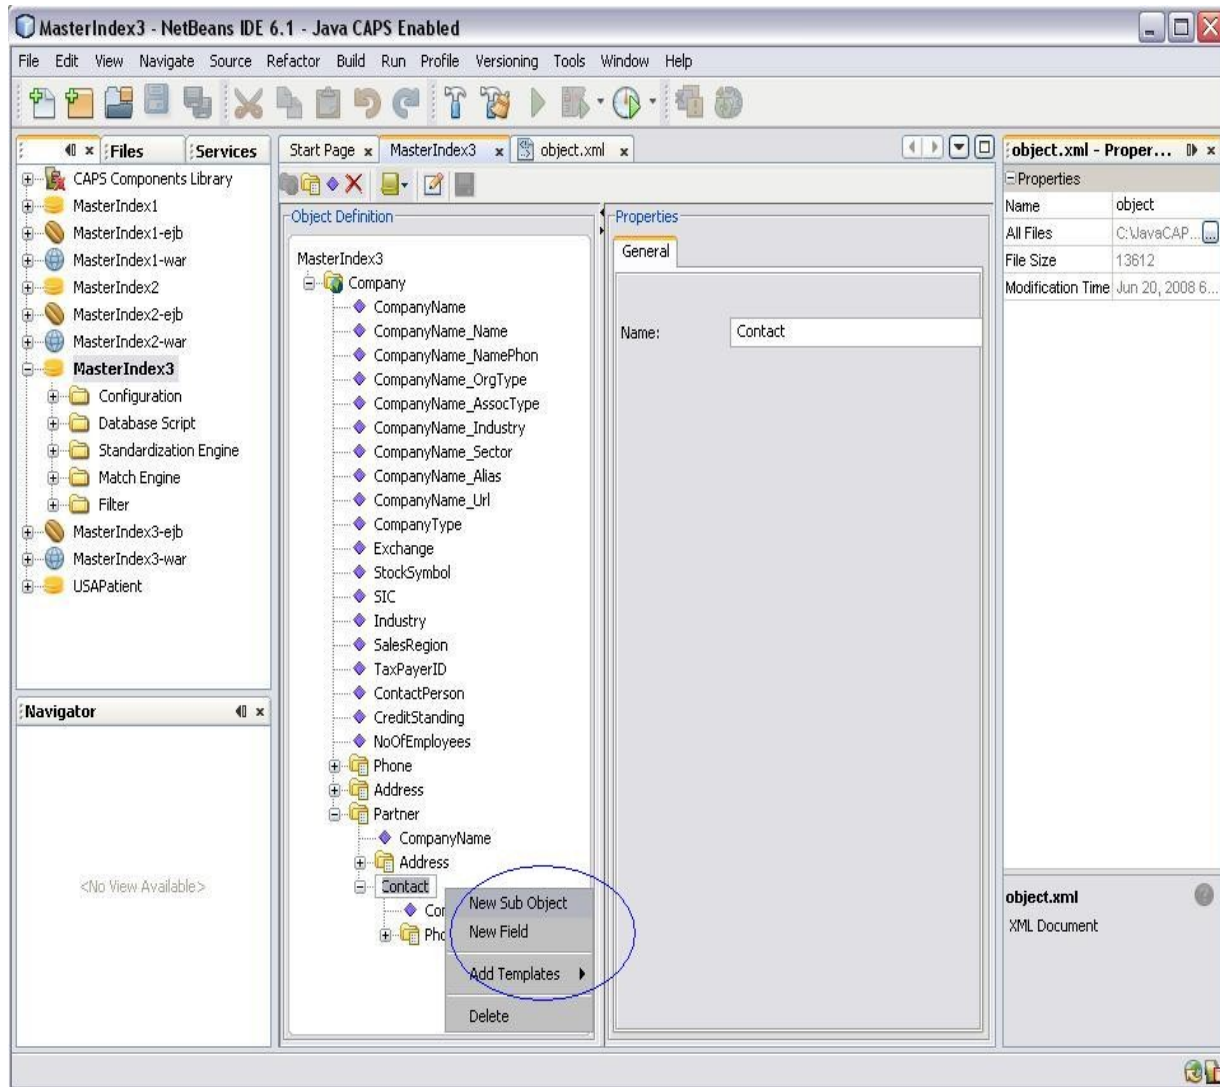 MasterIndex3 - NetBeans IDE 6.1 - Java CAPS Enabled
File Edit View Navigate Source Refactor Build Run Profile Versioning Tools Window Help
Files Services
CAPS Components Library
MasterIndex1
MasterIndex1-ejb
MasterIndex1-war
MasterIndex2
MasterIndex2-ejb
MasterIndex2-war
MasterIndex3
Configuration
Database Script
Standardization Engine
Match Engine
Filter
MasterIndex3-ejb
MasterIndex3-war
USAPatient
Navigator
<No View Available>
Start Page MasterIndex3 object.xml
Object Definition
MasterIndex3
Company
CompanyName
CompanyName_Name
CompanyName_NamePhon
CompanyName_OrgType
CompanyName_AssocType
CompanyName_Industry
CompanyName_Sector
CompanyName_Alias
CompanyName_Url
CompanyType
Exchange
StockSymbol
SIC
Industry
SalesRegion
TaxPayerID
ContactPerson
CreditStanding
NoOfEmployees
Phone
Address
Partner
CompanyName
Address
Contact
Cor
Pho
New Sub Object
New Field
Add Templates
Delete
Properties
General
Name: Contact
object.xml - Proper...
Properties
Name object
All Files C:\JavaCAP... ...
File Size 13612
Modification Time Jun 20, 2008 6...
object.xml
XML Document